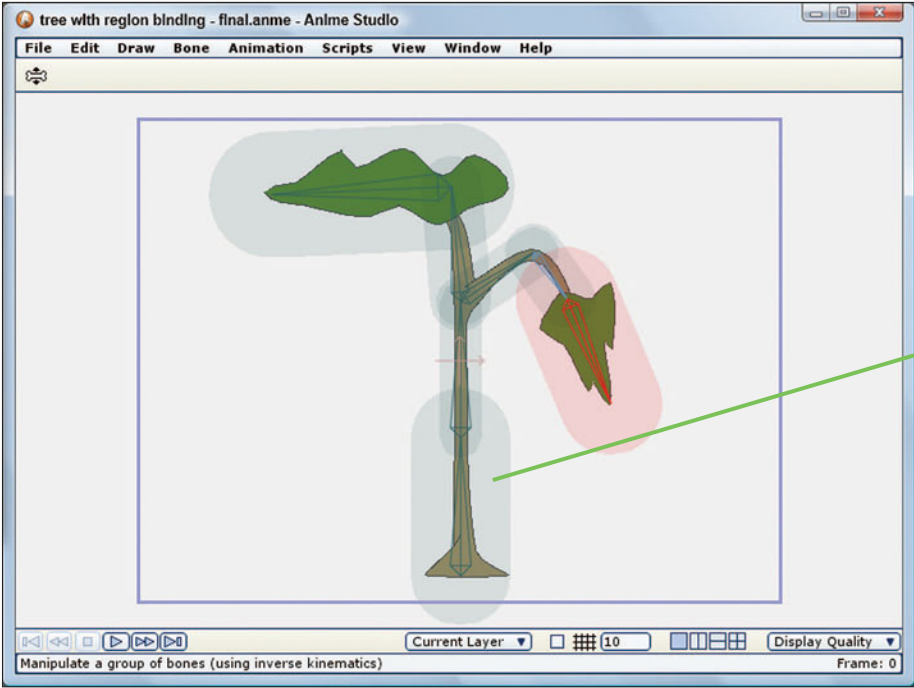 tree with region binding - final.anme - Anime Studio
File Edit Draw Bone Animation Scripts View Window Help
Current Layer 10 Display Quality
Manipulate a group of bones (using inverse kinematics) Frame: 0